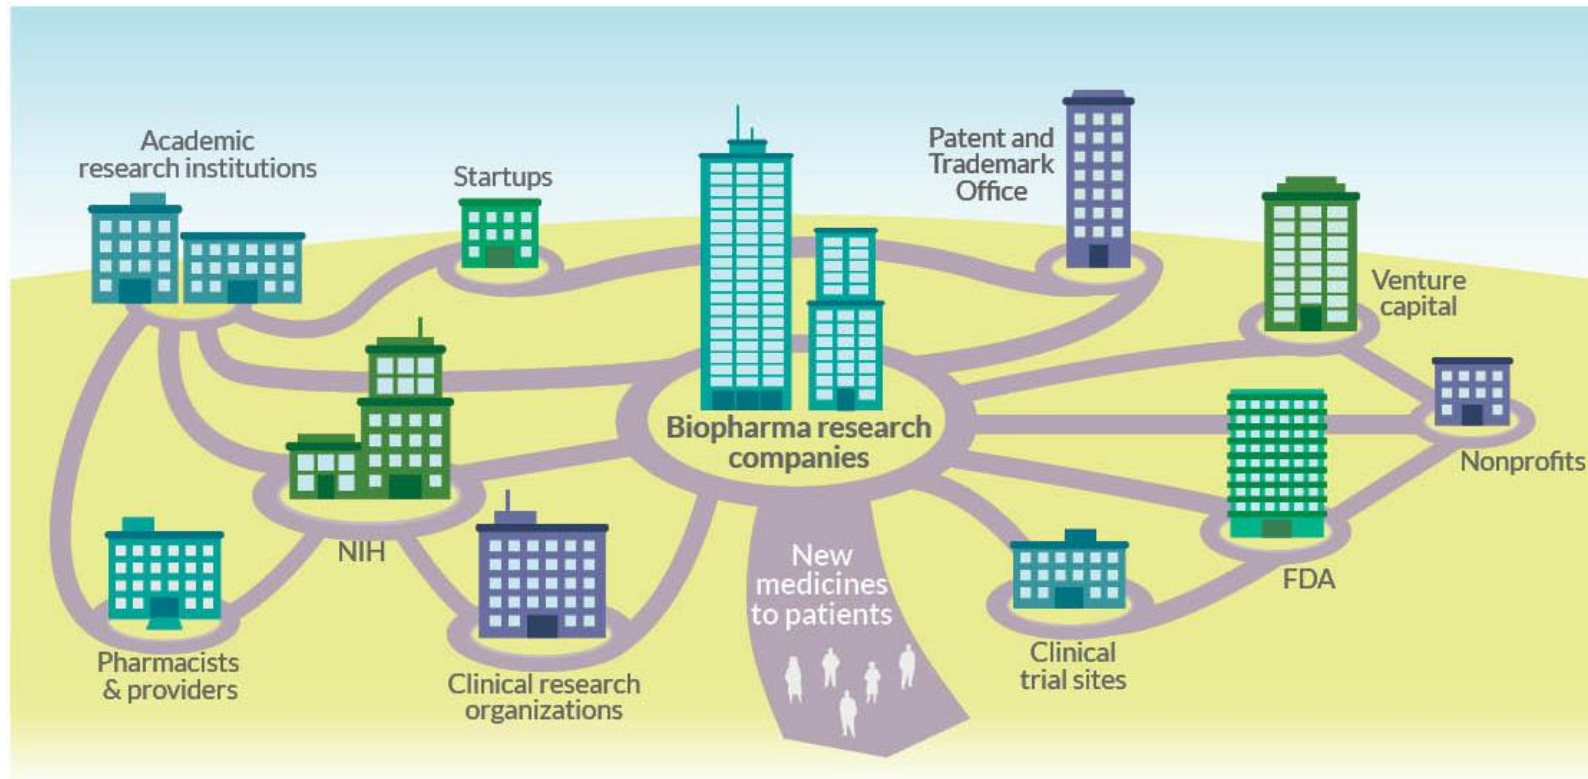 Academic
research institutions
Startups
Patent and
Trademark
Office
Venture
capital
Biopharma research
companies
Nonprofits
NIH
FDA
New
medicines
to patients
Pharmacists
& providers
Clinical research
organizations
Clinical
trial sites